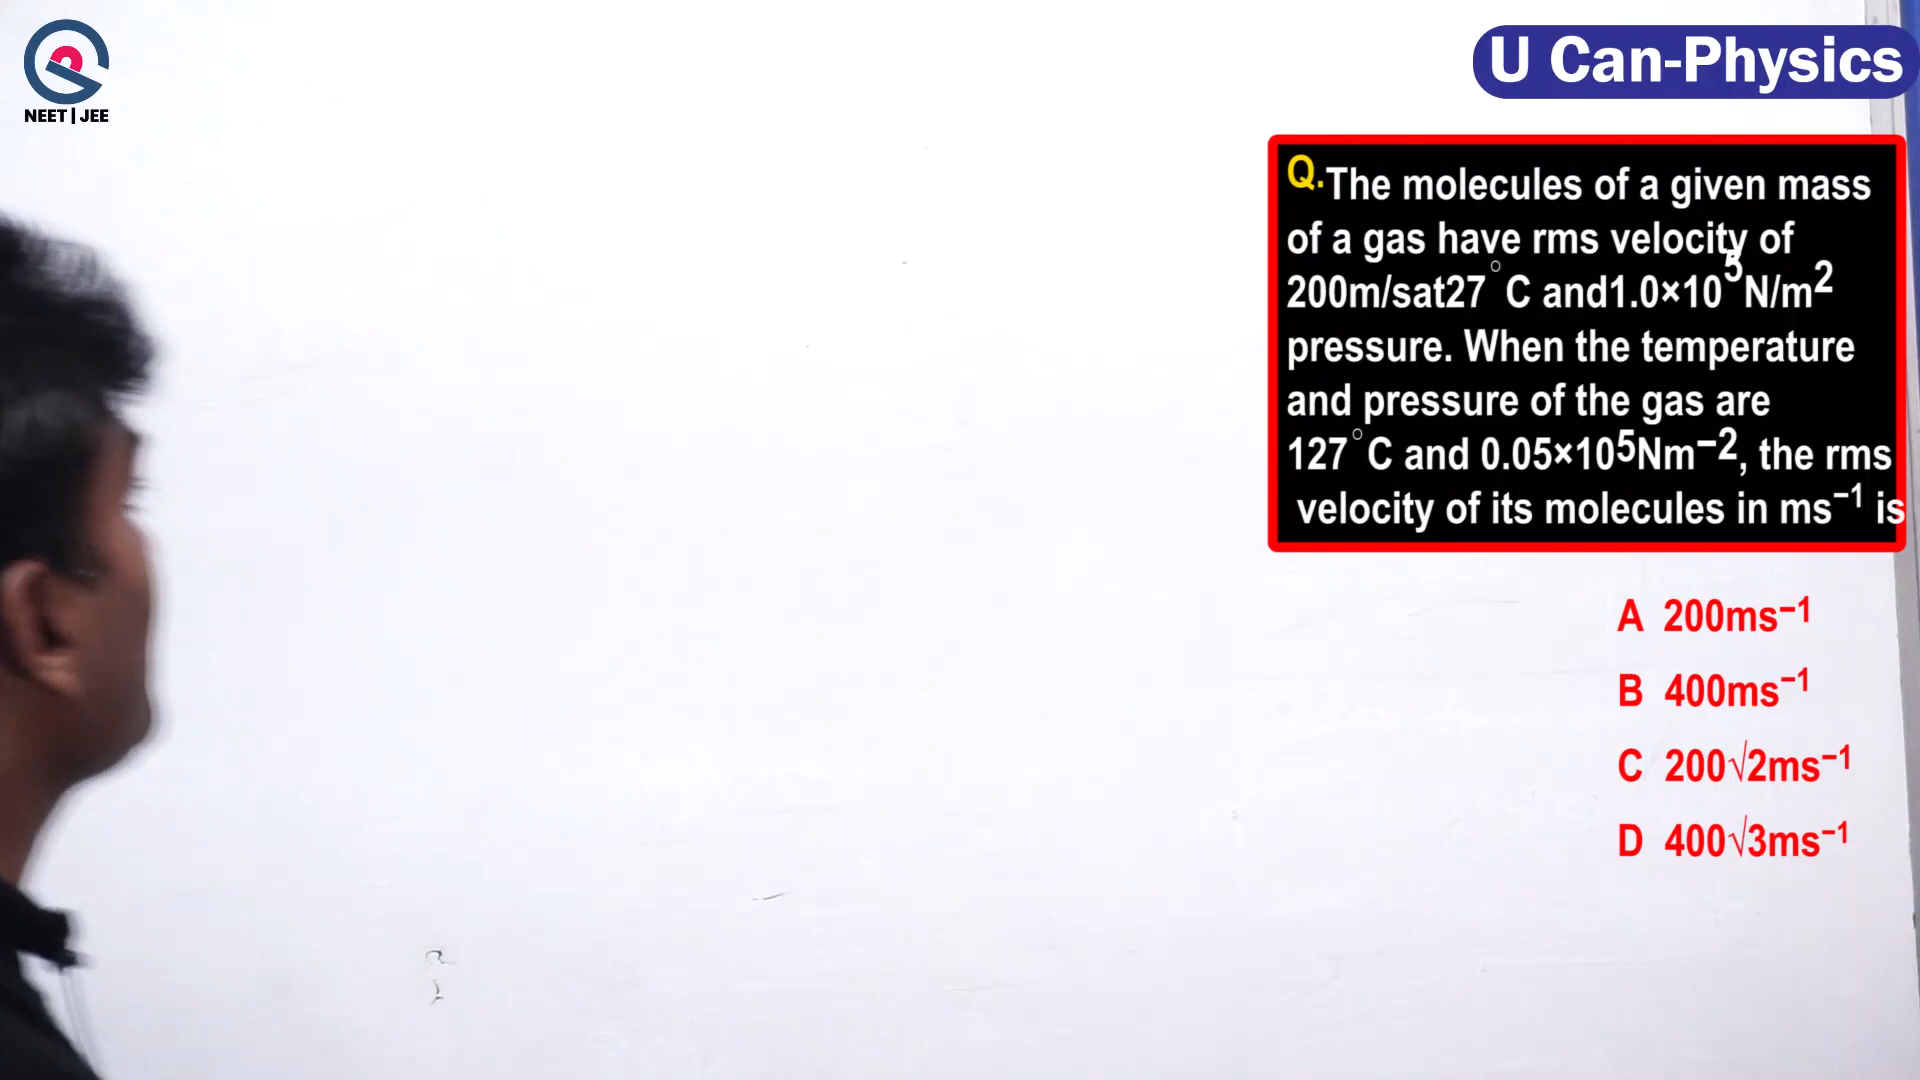 NEET|JEE
U Can-Physics
Q.The molecules of a given mass
of a gas have rms velocity of
200m/sat27°C and1.0×10⁵N/m²
pressure. When the temperature
and pressure of the gas are
127°C and 0.05×10⁵Nm⁻², the rms
velocity of its molecules in ms⁻¹ is
A 200ms⁻¹
B 400ms⁻¹
C 200√2ms⁻¹
D 400√3ms⁻¹